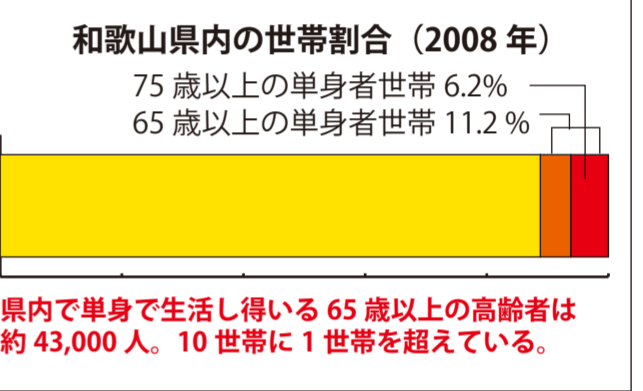 和歌山県内の世帯割合（2008 年）
75 歳以上の単身者世帯 6.2%
65 歳以上の単身者世帯 11.2 %
県内で単身で生活し得いる 65 歳以上の高齢者は
約 43,000 人。10 世帯に 1 世帯を超えている。